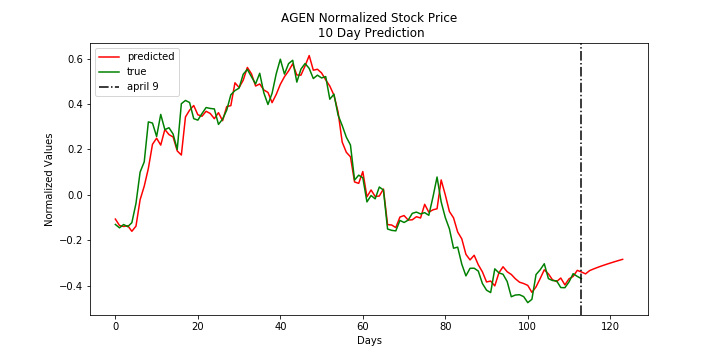 AGEN Normalized Stock Price
10 Day Prediction
predicted
true
april 9
Normalized Values
0.6
0.4
0.2
0.0
−0.2
−0.4
0 20 40 60 80 100 120
Days